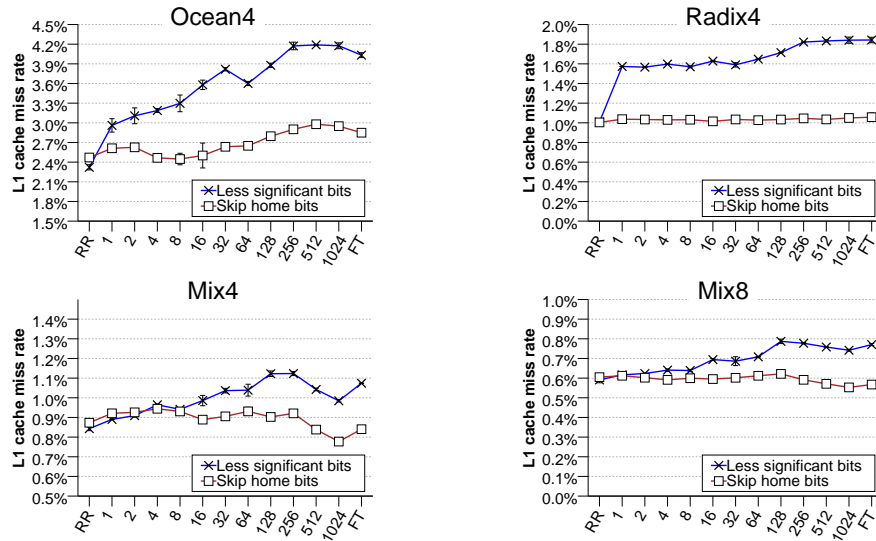 Ocean4
L1 cache miss rate
4.5%
4.2%
3.9%
3.6%
3.3%
3.0%
2.7%
2.4%
2.1%
1.8%
1.5%
Less significant bits
Skip home bits
RR 1 2 4 8 16 32 64 128 256 512 1024 FT
Radix4
L1 cache miss rate
2.0%
1.8%
1.6%
1.4%
1.2%
1.0%
0.8%
0.6%
0.4%
0.2%
0.0%
Less significant bits
Skip home bits
RR 1 2 4 8 16 32 64 128 256 512 1024 FT
Mix4
L1 cache miss rate
1.4%
1.3%
1.2%
1.1%
1.0%
0.9%
0.8%
0.7%
0.6%
0.5%
Less significant bits
Skip home bits
RR 1 2 4 8 16 32 64 128 256 512 1024 FT
Mix8
L1 cache miss rate
1.0%
0.9%
0.8%
0.7%
0.6%
0.5%
0.4%
0.3%
0.2%
0.1%
0.0%
Less significant bits
Skip home bits
RR 1 2 4 8 16 32 64 128 256 512 1024 FT